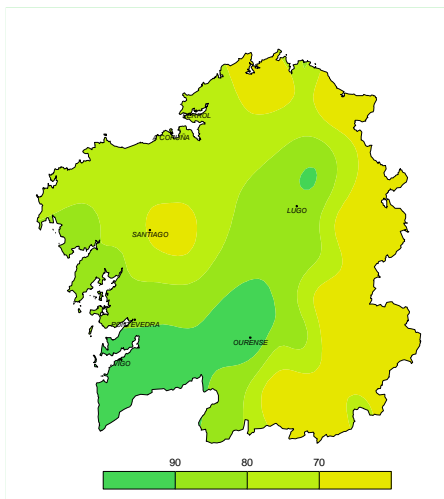 FERROL
A CORUÑA
LUGO
SANTIAGO
PONTEVEDRA
OURENSE
VIGO
90 80 70